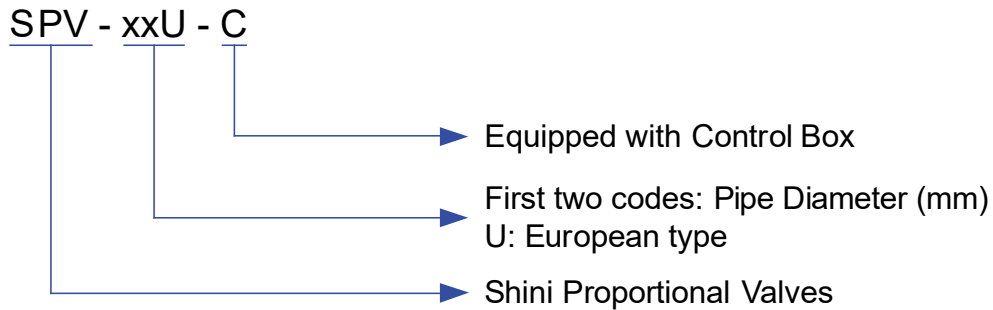 SPV - xxU - C
Equipped with Control Box
First two codes: Pipe Diameter (mm)
U: European type
Shini Proportional Valves